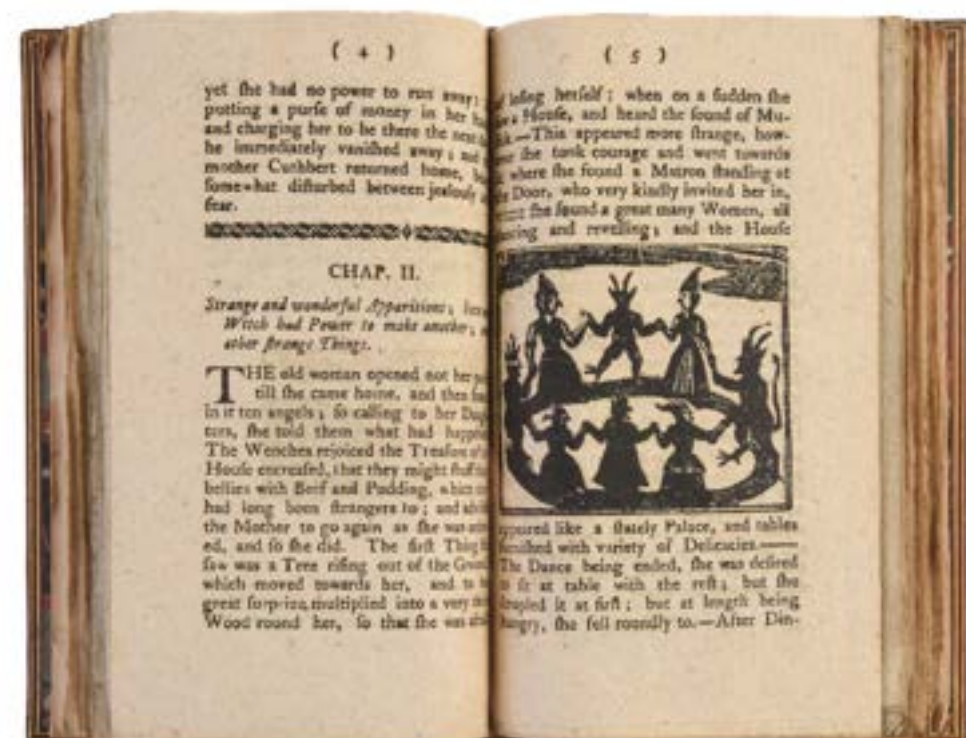 ( 4 )
yet ſhe had no power to run away;
putting a purſe of money in her
and charging her to be there the next
he immediately vaniſhed away; and
mother Cuthbert returned home,
ſomewhat diſturbed between jealouſy
fear.
CHAP. II.
Strange and wonderful Apparitions;
Witch had Power to make another;
other ſtrange Things.
THE old woman opened not her
till ſhe came home, and then
in it ten angels; ſo calling to her
ters, ſhe told them what had
The Wenches rejoiced the Treaſure
Houſe encreaſed, that they might ſtuff
bellies with Beef and Pudding,
had long been ſtrangers to; and
the Mother to go again as ſhe was
ed, and ſo ſhe did. The firſt Thing
ſaw was a Tree riſing out of the
which moved towards her, and to
great ſurprize, multiplied into a very
Wood round her, ſo that ſhe was
( 5 )
loſing herſelf; when on a ſudden ſhe
a Houſe, and heard the ſound of Mu-
—This appeared more ſtrange, how-
ſhe took courage and went towards
where ſhe found a Matron ſtanding at
Door, who very kindly invited her in,
ſhe found a great many Women, all
and revelling; and the Houſe
appeared like a ſtately Palace, and tables
furniſhed with variety of Delicacies.——
The Dance being ended, ſhe was deſired
to ſit at table with the reſt; but ſhe
it at firſt; but at length being
hungry, ſhe fell roundly to.—After Din-